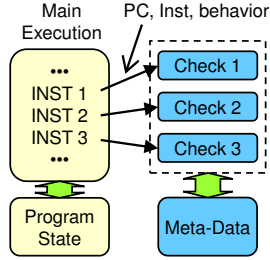 Main
Execution
PC, Inst, behavior
•••
INST 1
INST 2
INST 3
•••
Check 1
Check 2
Check 3
Program
State
Meta-Data